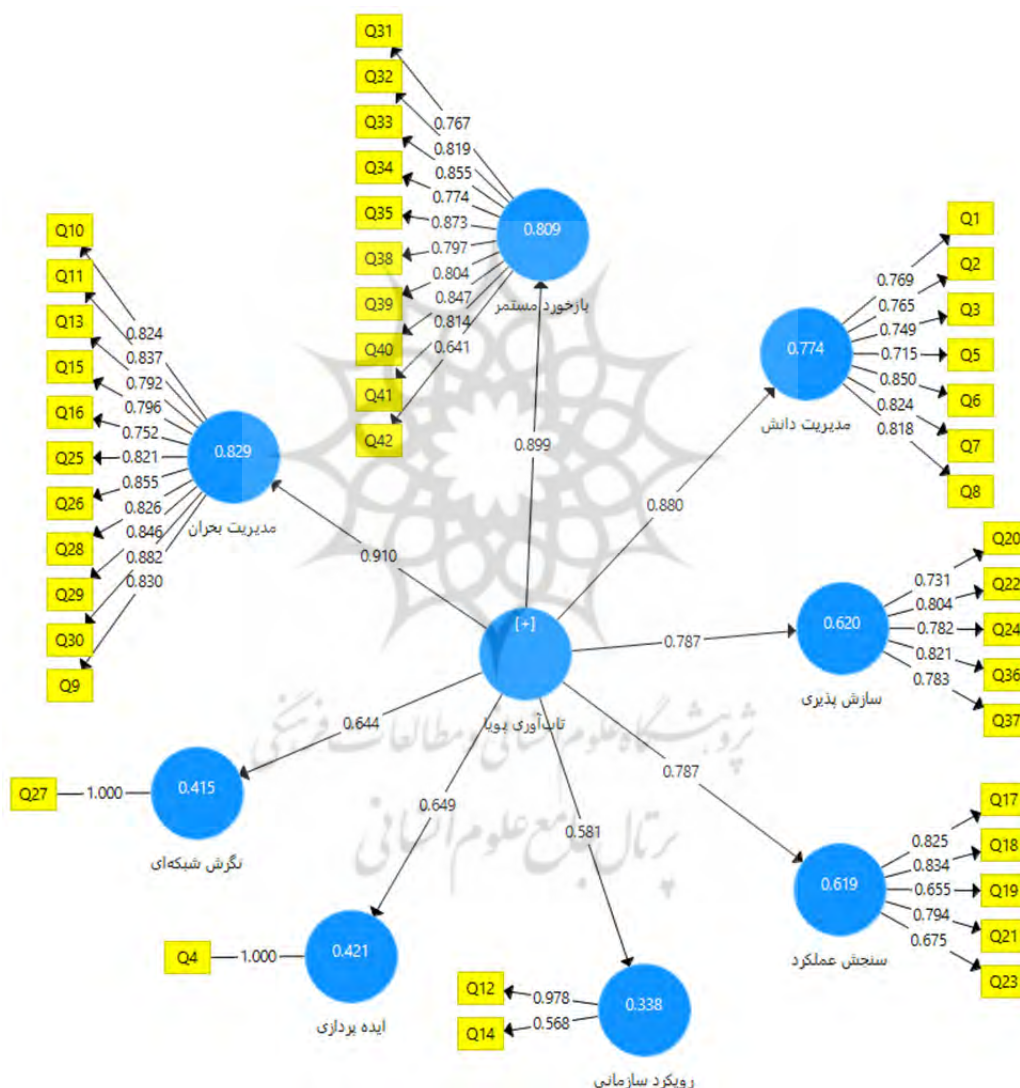 Q31
Q32
Q33
Q34
Q35
Q38
Q39
Q40
Q41
Q42
0.767
0.819
0.855
0.774
0.873
0.797
0.804
0.847
0.814
0.641
0.809
بازخورد مستمر
Q10
Q11
Q13
Q15
Q16
Q25
Q26
Q28
Q29
Q30
Q9
0.824
0.837
0.792
0.796
0.752
0.821
0.855
0.826
0.846
0.882
0.830
0.829
مدیریت بحران
Q1
Q2
Q3
Q5
Q6
Q7
Q8
0.769
0.765
0.749
0.715
0.850
0.824
0.818
0.774
مدیریت دانش
0.899
0.880
0.910
[+]
تاب‌آوری پویا
0.787
Q20
Q22
Q24
Q36
Q37
0.731
0.804
0.782
0.821
0.783
0.620
سازش پذیری
پژوهشگاه علوم انسانی و مطالعات فرهنگی
پرتال جامع علوم انسانی
0.644
0.649
0.581
0.787
Q27
1.000
0.415
نگرش شبکه‌ای
Q17
Q18
Q19
Q21
Q23
0.825
0.834
0.655
0.794
0.675
0.619
سنجش عملکرد
Q4
1.000
0.421
ایده پردازی
Q12
Q14
0.978
0.568
0.338
رویکرد سازمانی